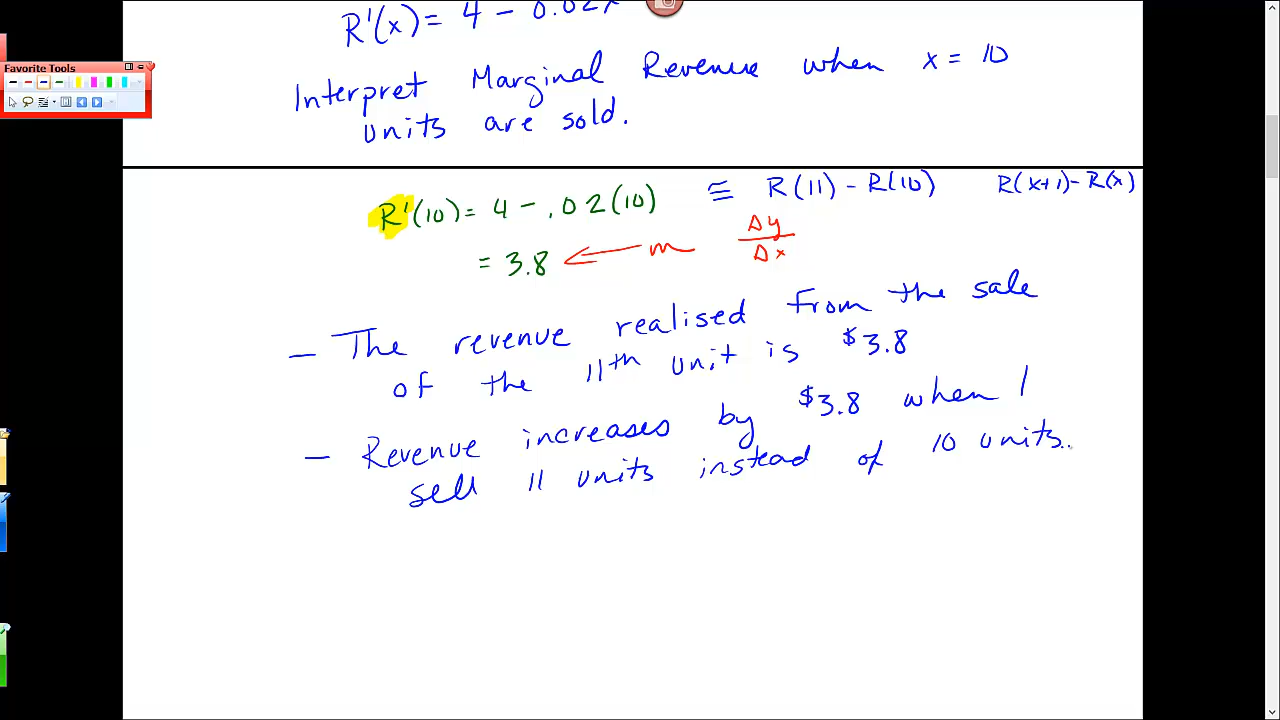 R'(x) = 4 - 0.02x
Favorite Tools
Interpret Marginal Revenue when x = 10
units are sold.
R'(10) = 4 - .02(10) ≅ R(11) - R(10) R(x+1) - R(x)
= 3.8 ← m Δy/Δx
- The revenue realised from the sale
of the 11th unit is $3.8
- Revenue increases by $3.8 when I
sell 11 units instead of 10 units.